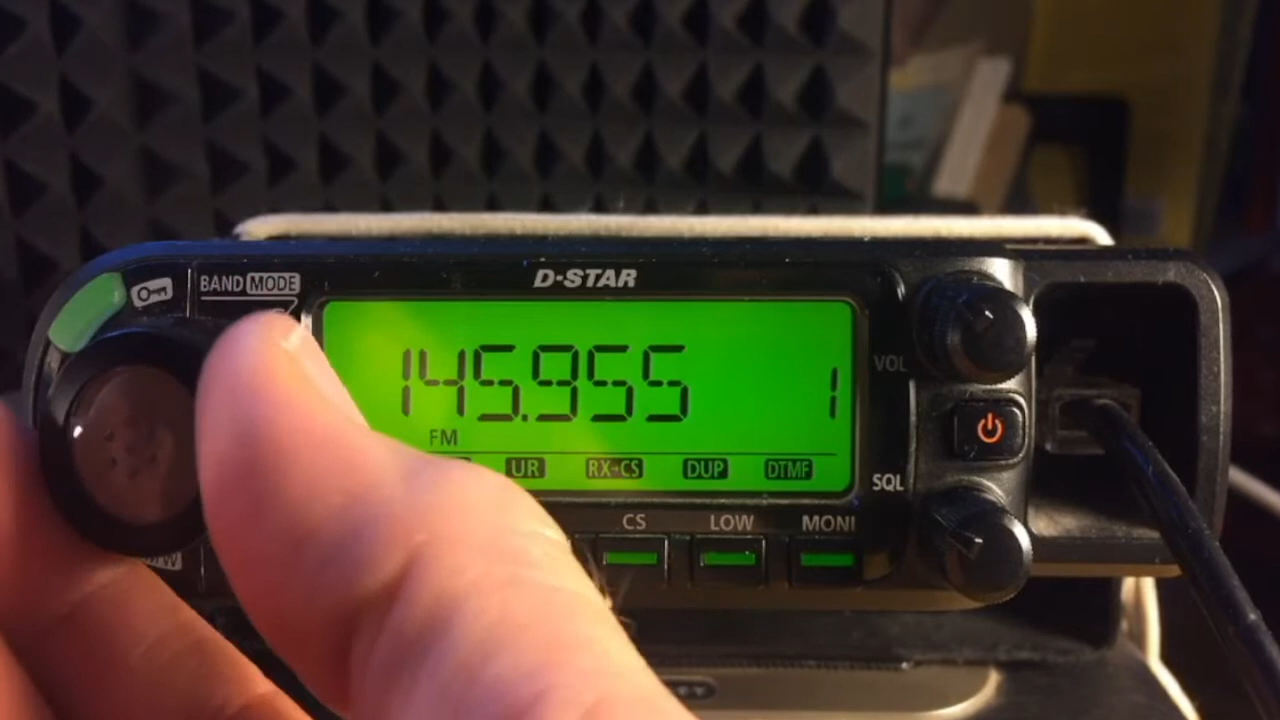 BAND MODE
D-STAR
145.955 1
VOL
FM
UR RX→CS DUP DTMF
SQL
CS LOW MONI